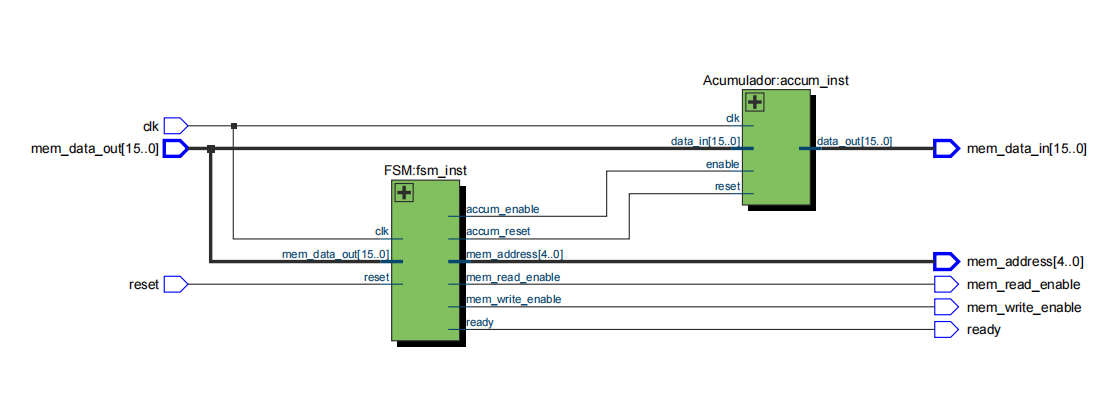 Acumulador:accum_inst
clk
clk
mem_data_out[15..0]
data_in[15..0]
data_out[15..0]
mem_data_in[15..0]
enable
FSM:fsm_inst
reset
accum_enable
clk
accum_reset
mem_data_out[15..0]
mem_address[4..0]
mem_address[4..0]
reset
reset
mem_read_enable
mem_read_enable
mem_write_enable
mem_write_enable
ready
ready